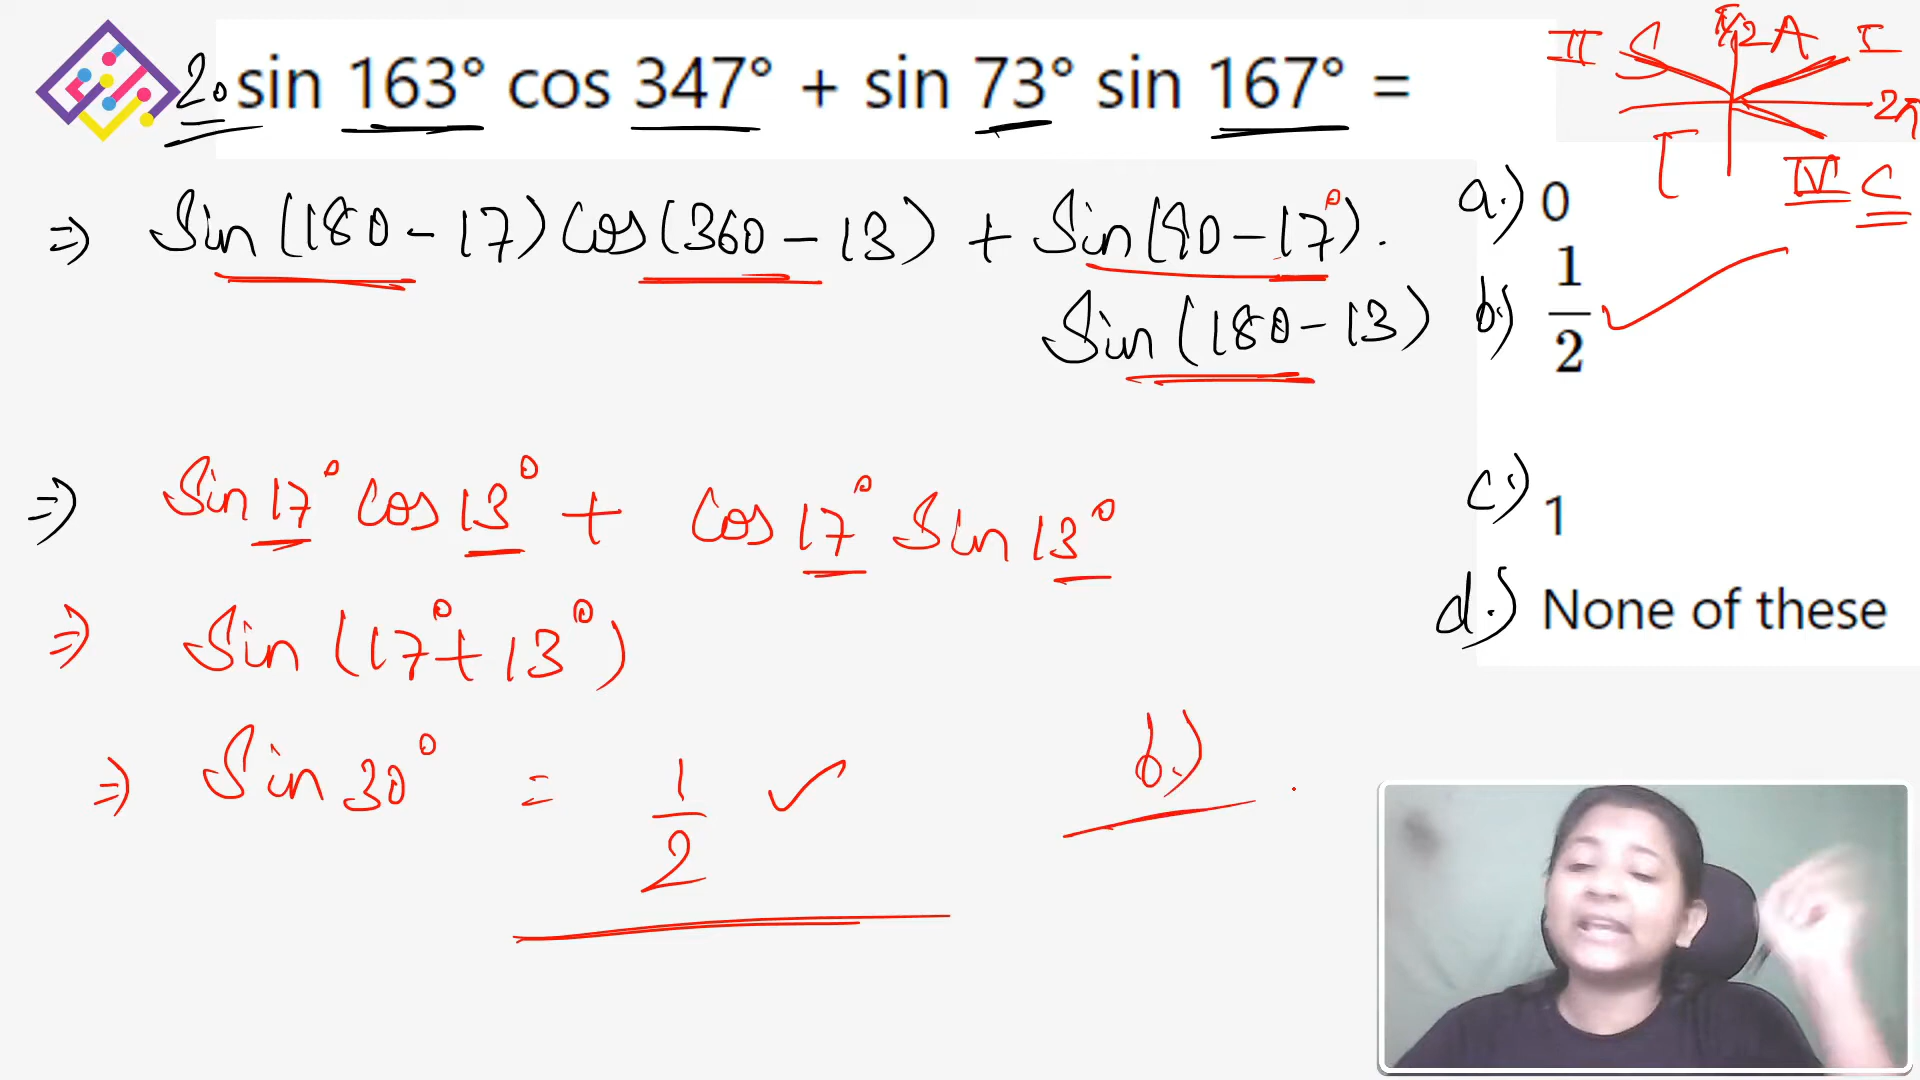 2. sin 163° cos 347° + sin 73° sin 167° =
⇒ Sin (180 - 17) Cos (360 - 13) + Sin (90 - 17°) .
Sin (180 - 13)
⇒ Sin 17° Cos 13° + Cos 17° Sin 13°
⇒ Sin (17° + 13°)
⇒ Sin 30° = 1/2 ✓
b.)
a.) 0
b.) 1/2 ✓
c.) 1
d.) None of these
II S π/2 A I
2π
T IV C